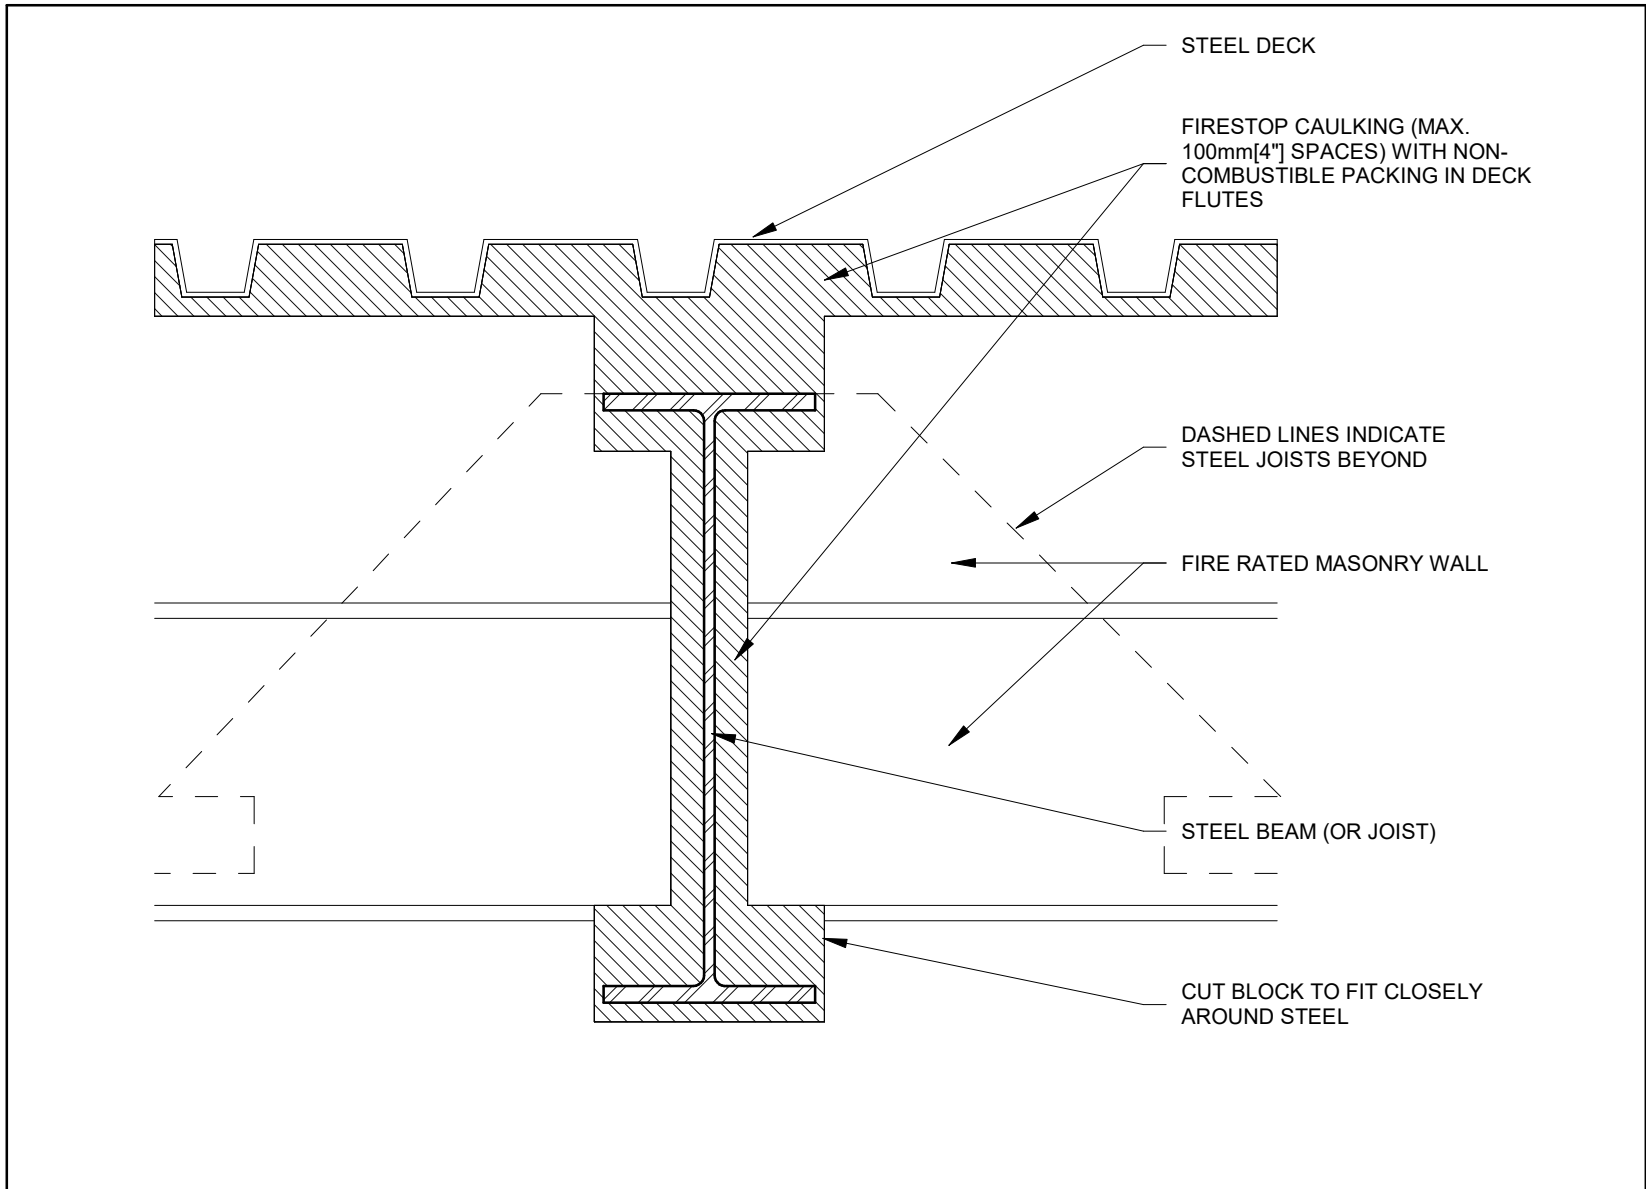 STEEL DECK
FIRESTOP CAULKING (MAX.
100mm[4"] SPACES) WITH NON-
COMBUSTIBLE PACKING IN DECK
FLUTES
DASHED LINES INDICATE
STEEL JOISTS BEYOND
FIRE RATED MASONRY WALL
STEEL BEAM (OR JOIST)
CUT BLOCK TO FIT CLOSELY
AROUND STEEL